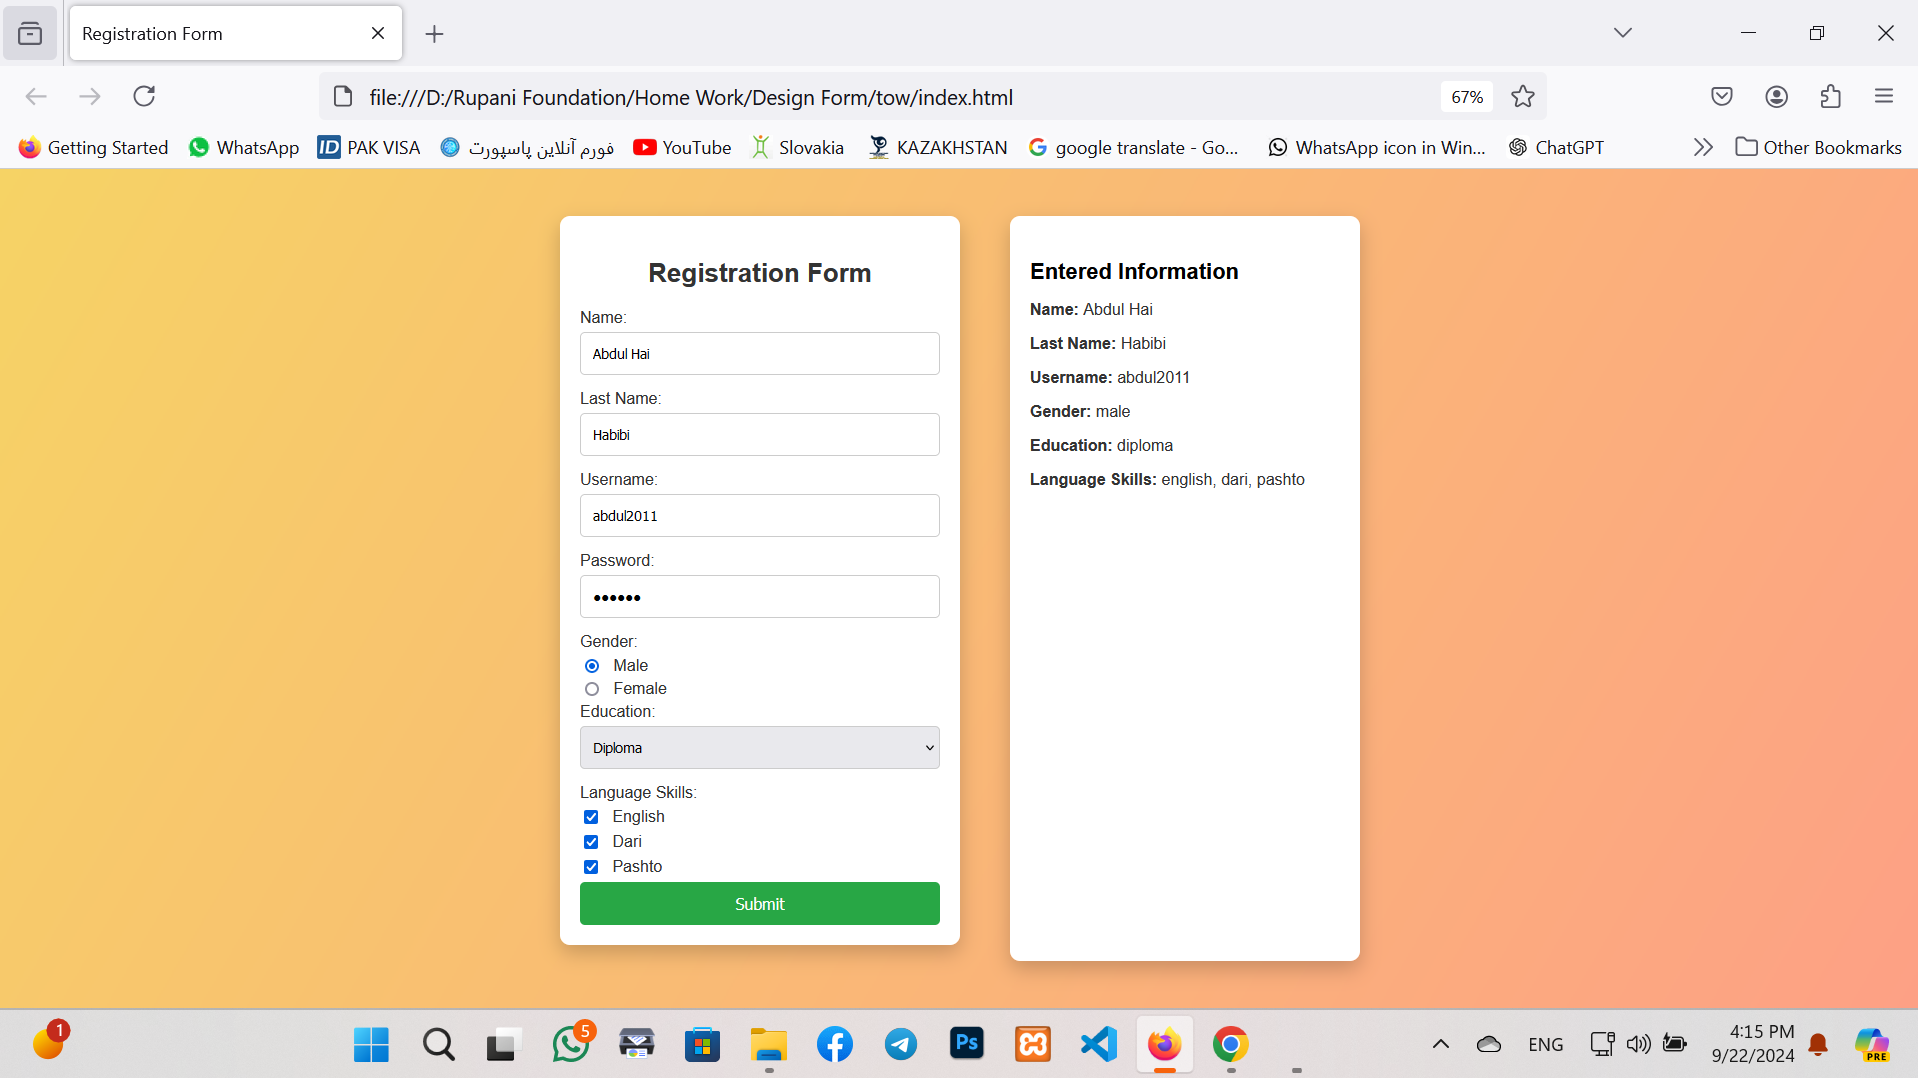 Registration Form
file:///D:/Rupani Foundation/Home Work/Design Form/tow/index.html
67%
Getting Started
WhatsApp
ID PAK VISA
فورم آنلاین پاسپورت
YouTube
Slovakia
KAZAKHSTAN
google translate - Go...
WhatsApp icon in Win...
ChatGPT
Other Bookmarks
Registration Form
Name:
Abdul Hai
Last Name:
Habibi
Username:
abdul2011
Password:
••••••
Gender:
Male
Female
Education:
Diploma
Language Skills:
English
Dari
Pashto
Submit
Entered Information
Name: Abdul Hai
Last Name: Habibi
Username: abdul2011
Gender: male
Education: diploma
Language Skills: english, dari, pashto
1
5
Ps
ENG
4:15 PM
9/22/2024
PRE